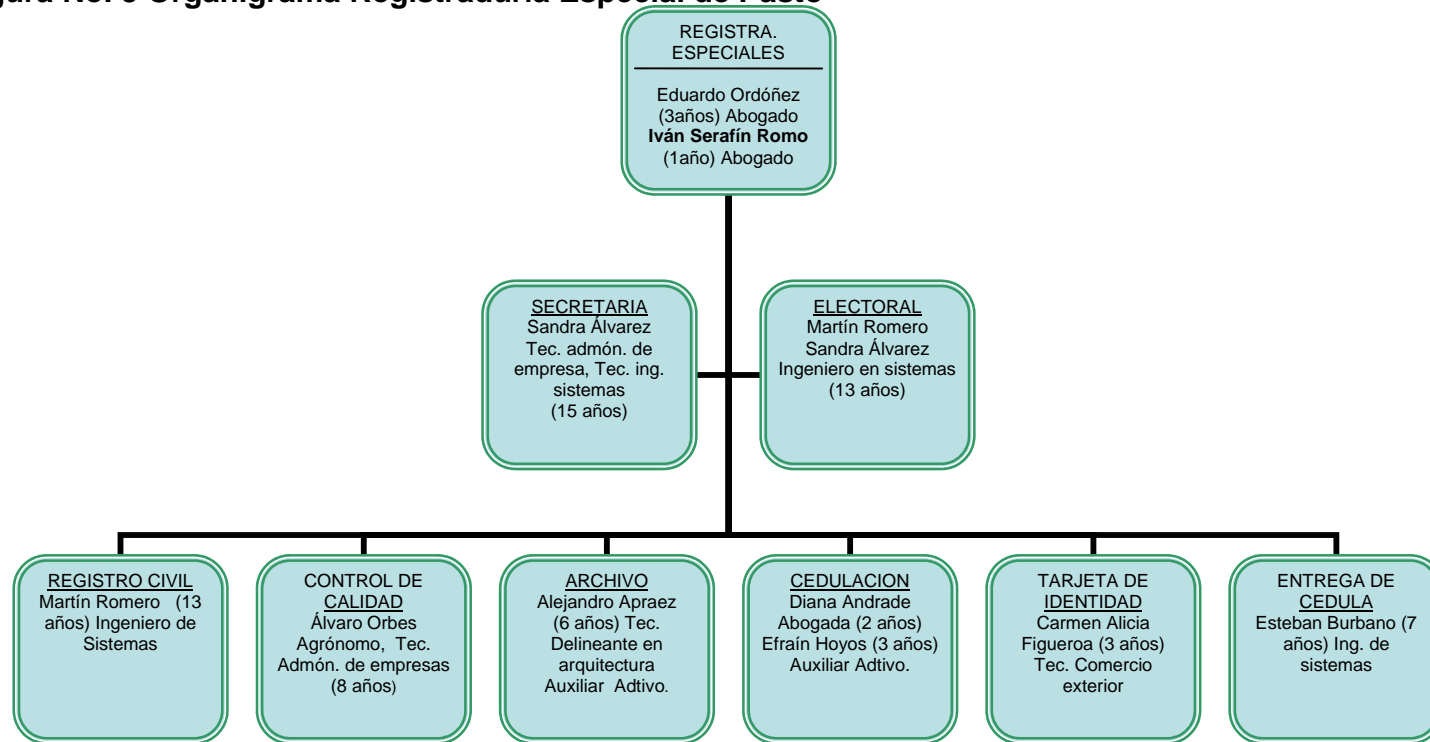 Organigrama Registraduría Especial de Pasto
REGISTRA.
ESPECIALES
Eduardo Ordóñez
(3años) Abogado
Iván Serafín Romo
(1año) Abogado
SECRETARIA
Sandra Álvarez
Tec. admón. de
empresa, Tec. ing.
sistemas
(15 años)
ELECTORAL
Martín Romero
Sandra Álvarez
Ingeniero en sistemas
(13 años)
REGISTRO CIVIL
Martín Romero (13
años) Ingeniero de
Sistemas
CONTROL DE
CALIDAD
Álvaro Orbes
Agrónomo, Tec.
Admón. de empresas
(8 años)
ARCHIVO
Alejandro Apraez
(6 años) Tec.
Delineante en
arquitectura
Auxiliar Adtivo.
CEDULACION
Diana Andrade
Abogada (2 años)
Efraín Hoyos (3 años)
Auxiliar Adtivo.
TARJETA DE
IDENTIDAD
Carmen Alicia
Figueroa (3 años)
Tec. Comercio
exterior
ENTREGA DE
CEDULA
Esteban Burbano (7
años) Ing. de
sistemas